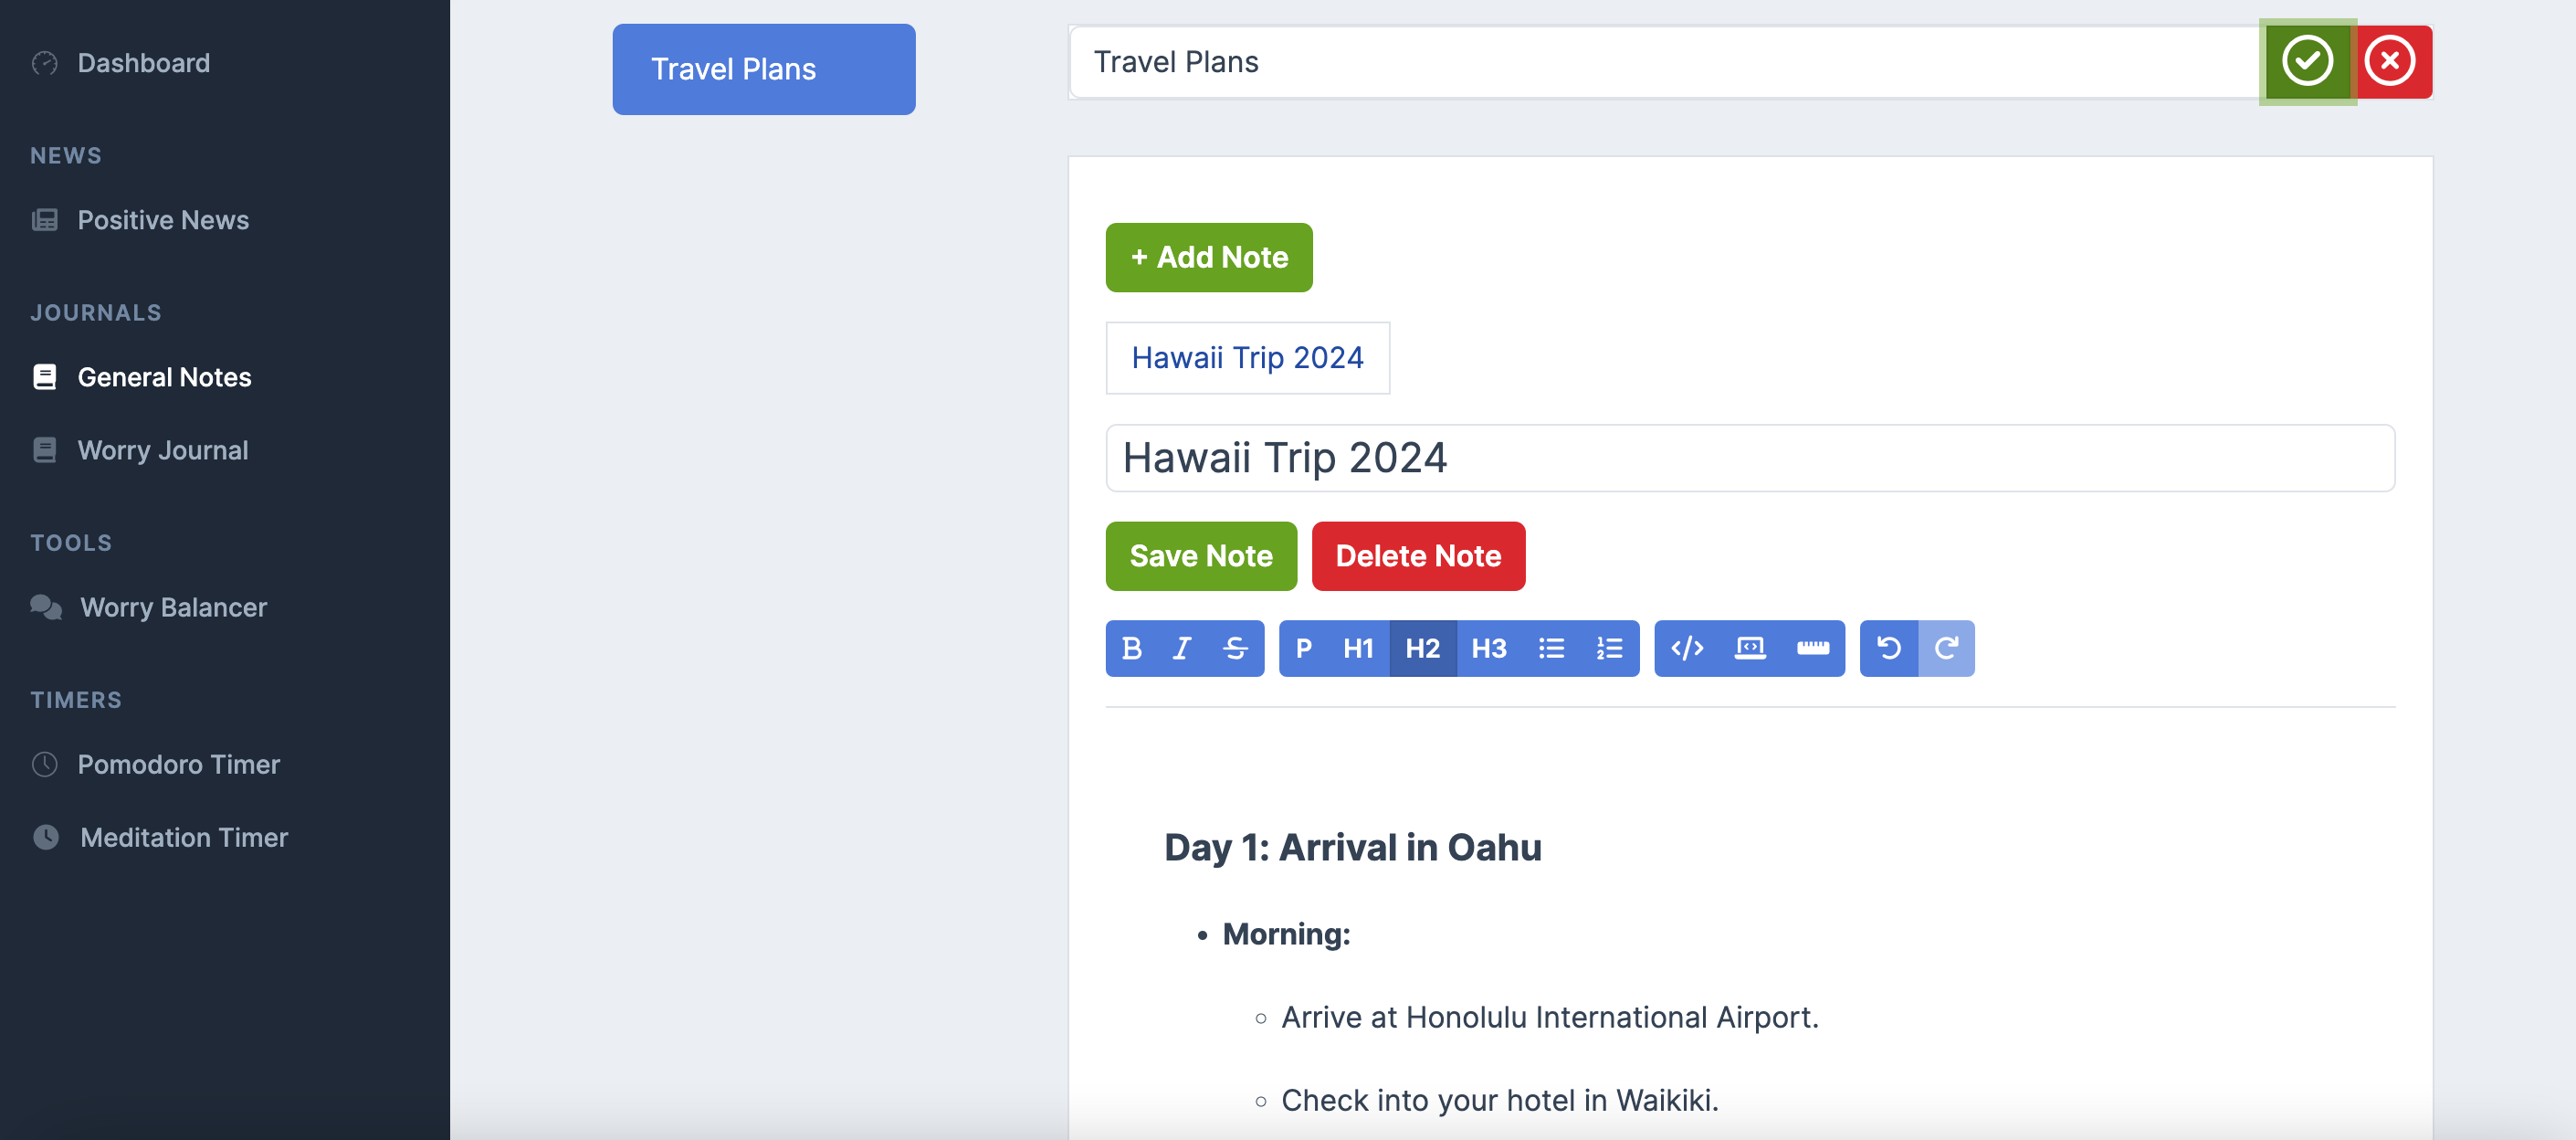 Dashboard
NEWS
Positive News
JOURNALS
General Notes
Worry Journal
TOOLS
Worry Balancer
TIMERS
Pomodoro Timer
Meditation Timer
Travel Plans
Travel Plans
+ Add Note
Hawaii Trip 2024
Hawaii Trip 2024
Save Note Delete Note
B I S P H1 H2 H3 </>
Day 1: Arrival in Oahu
• Morning:
○ Arrive at Honolulu International Airport.
○ Check into your hotel in Waikiki.